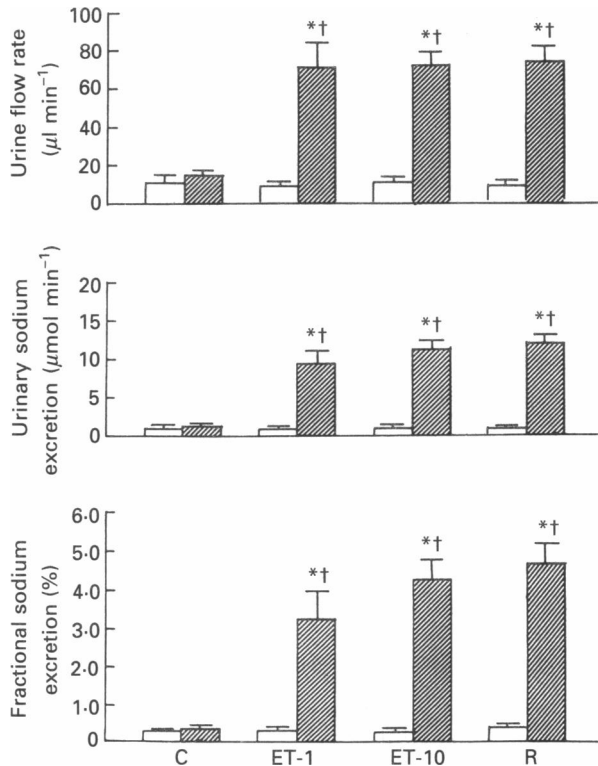 Urine flow rate
(μl min⁻¹)
100
80
60
40
20
0
*†
*†
*†
Urinary sodium
excretion (μmol min⁻¹)
20
15
10
5
0
*†
*†
*†
Fractional sodium
excretion (%)
6·0
5·0
4·0
3·0
1·0
0
*†
*†
*†
C
ET-1
ET-10
R